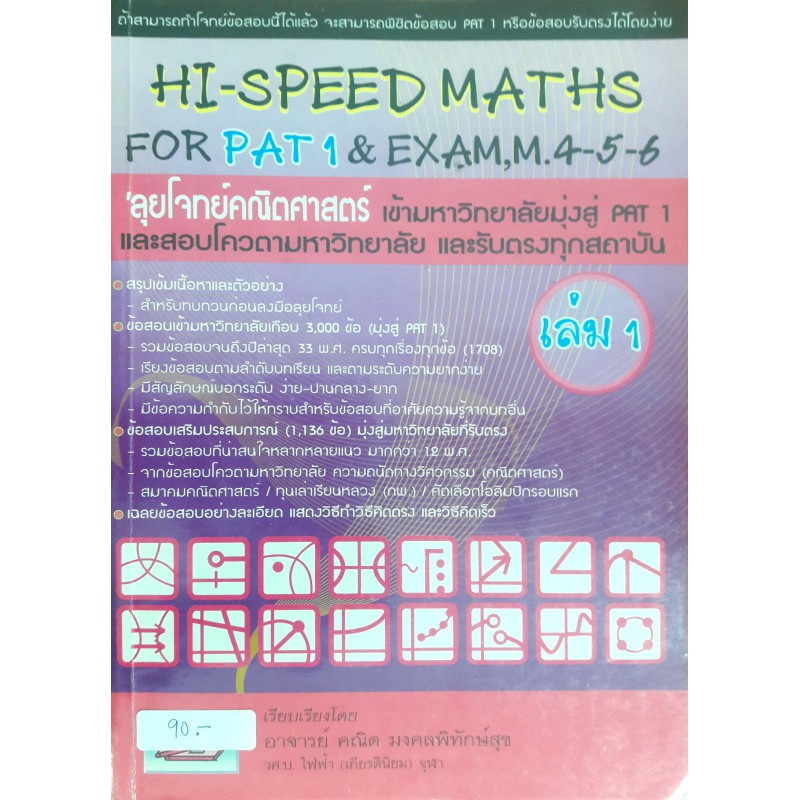 ถ้าสามารถทำโจทย์ข้อสอบนี้ได้แล้ว จะสามารถพิชิตข้อสอบ PAT 1 หรือข้อสอบรับตรงได้โดยง่าย
HI-SPEED MATHS
FOR PAT 1 & EXAM,M.4-5-6
'ลุยโจทย์คณิตศาสตร์ เข้ามหาวิทยาลัยมุ่งสู่ PAT 1
และสอบโควตามหาวิทยาลัย และรับตรงทุกสถาบัน
สรุปเข้มเนื้อหาและตัวอย่าง
- สำหรับทบทวนก่อนลงมือลุยโจทย์
ข้อสอบเข้ามหาวิทยาลัยเกือบ 3,000 ข้อ (มุ่งสู่ PAT 1)
- รวมข้อสอบจนถึงปีล่าสุด 33 พ.ศ. ครบทุกเรื่องทุกข้อ (1708)
- เรียงข้อสอบตามลำดับบทเรียน และตามระดับความยากง่าย
- มีสัญลักษณ์บอกระดับ ง่าย-ปานกลาง-ยาก
- มีข้อความกำกับไว้ให้ทราบสำหรับข้อสอบที่อาศัยความรู้จากบทอื่น
ข้อสอบเสริมประสบการณ์ (1,136 ข้อ) มุ่งสู่มหาวิทยาลัยที่รับตรง
- รวมข้อสอบที่น่าสนใจหลากหลายแนว มากกว่า 12 พ.ศ.
- จากข้อสอบโควตามหาวิทยาลัย ความถนัดทางวิศวกรรม (คณิตศาสตร์)
- สมาคมคณิตศาสตร์ / ทุนเล่าเรียนหลวง (กพ.) / คัดเลือกโอลิมปิกรอบแรก
เฉลยข้อสอบอย่างละเอียด แสดงวิธีทำวิธีคิดตรง และวิธีคิดเร็ว
เล่ม 1
90.-
เรียบเรียงโดย
อาจารย์ คณิต มงคลพิทักษ์สุข
วศ.บ. ไฟฟ้า (เกียรตินิยม) จุฬา